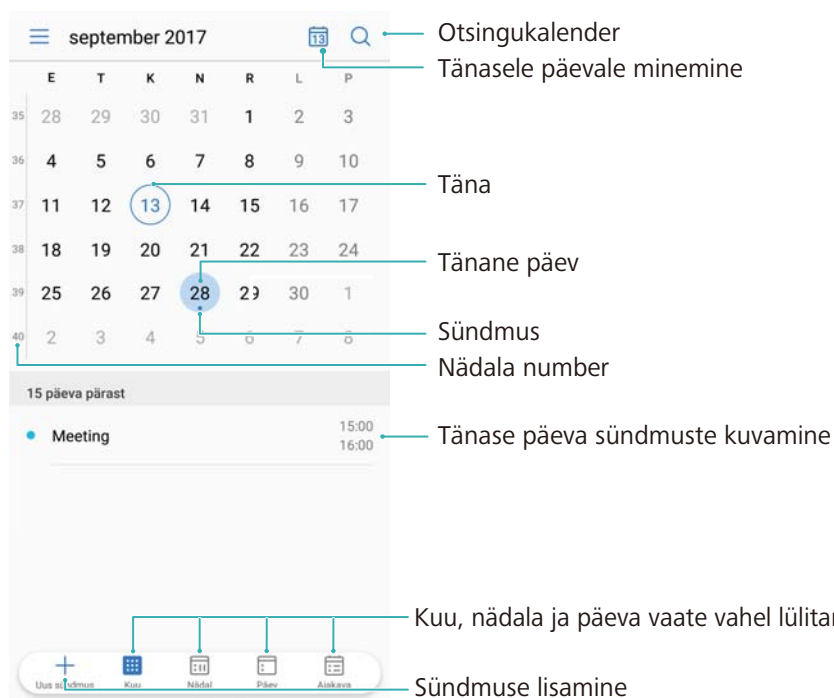 september 2017
13
Otsingukalender
Tänasele päevale minemine
E T K N R L P
35 28 29 30 31 1 2 3
36 4 5 6 7 8 9 10
Täna
37 11 12 13 14 15 16 17
38 18 19 20 21 22 23 24
Tänane päev
39 25 26 27 28 29 30 1
Sündmus
40 2 3 4 5 6 7 8
Nädala number
15 päeva pärast
Meeting
15:00
16:00
Tänase päeva sündmuste kuvamine
Kuu, nädala ja päeva vaate vahel
Uus sündmus Kuu Nädal Päev Ajakava
Sündmuse lisamine